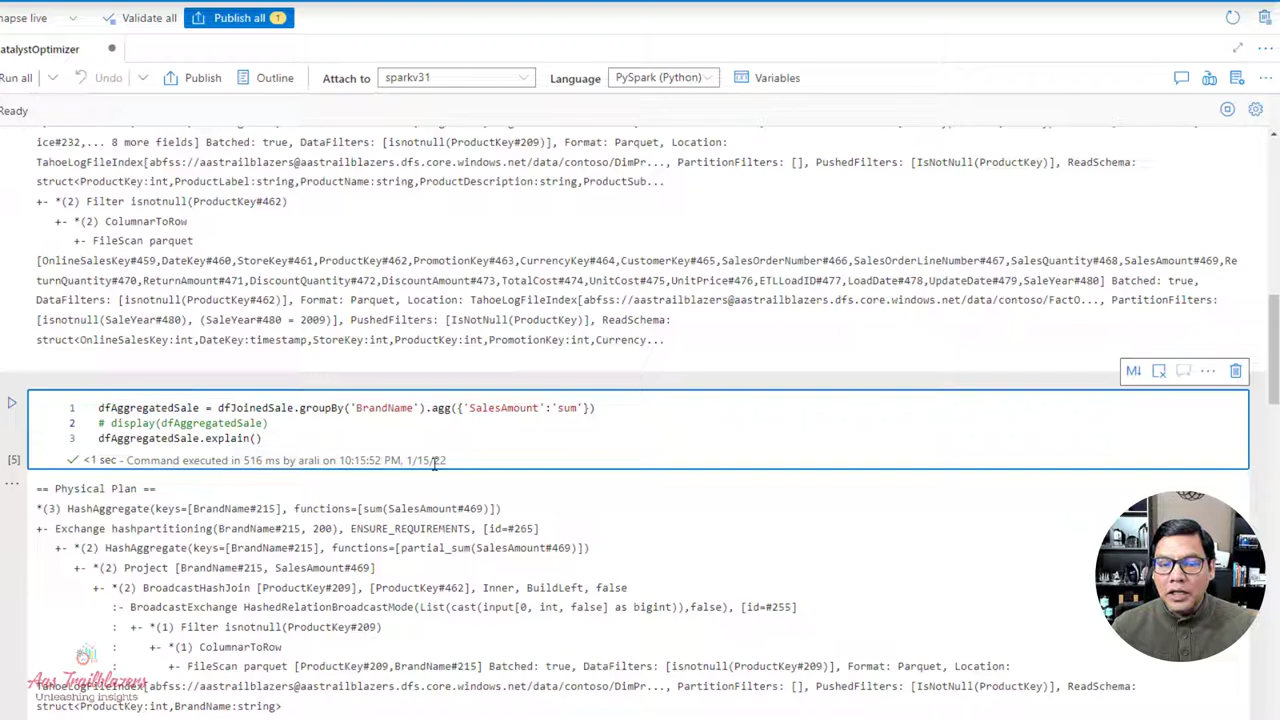 napse live
Validate all
Publish all 1
atalystOptimizer
Run all
Undo
Publish
Outline
Attach to
sparkv31
Language
PySpark (Python)
Variables
Ready
ice#232,... 8 more fields] Batched: true, DataFilters: [isnotnull(ProductKey#209)], Format: Parquet, Location:
TahoeLogFileIndex[abfss://aastrailblazers@aastrailblazers.dfs.core.windows.net/data/contoso/DimPr..., PartitionFilters: [], PushedFilters: [IsNotNull(ProductKey)], ReadSchema:
struct<ProductKey:int,ProductLabel:string,ProductName:string,ProductDescription:string,ProductSub...
+- *(2) Filter isnotnull(ProductKey#462)
+- *(2) ColumnarToRow
+- FileScan parquet
[OnlineSalesKey#459,DateKey#460,StoreKey#461,ProductKey#462,PromotionKey#463,CurrencyKey#464,CustomerKey#465,SalesOrderNumber#466,SalesOrderLineNumber#467,SalesQuantity#468,SalesAmount#469,Re
turnQuantity#470,ReturnAmount#471,DiscountQuantity#472,DiscountAmount#473,TotalCost#474,UnitCost#475,UnitPrice#476,ETLLoadID#477,LoadDate#478,UpdateDate#479,SaleYear#480] Batched: true,
DataFilters: [isnotnull(ProductKey#462)], Format: Parquet, Location: TahoeLogFileIndex[abfss://aastrailblazers@aastrailblazers.dfs.core.windows.net/data/contoso/FactO..., PartitionFilters:
[isnotnull(SaleYear#480), (SaleYear#480 = 2009)], PushedFilters: [IsNotNull(ProductKey)], ReadSchema:
struct<OnlineSalesKey:int,DateKey:timestamp,StoreKey:int,ProductKey:int,PromotionKey:int,Currency...
M↓
1 dfAggregatedSale = dfJoinedSale.groupBy('BrandName').agg({'SalesAmount':'sum'})
2 # display(dfAggregatedSale)
3 dfAggregatedSale.explain()
[5] <1 sec - Command executed in 516 ms by arali on 10:15:52 PM, 1/15/22
== Physical Plan ==
*(3) HashAggregate(keys=[BrandName#215], functions=[sum(SalesAmount#469)])
+- Exchange hashpartitioning(BrandName#215, 200), ENSURE_REQUIREMENTS, [id=#265]
+- *(2) HashAggregate(keys=[BrandName#215], functions=[partial_sum(SalesAmount#469)])
+- *(2) Project [BrandName#215, SalesAmount#469]
+- *(2) BroadcastHashJoin [ProductKey#209], [ProductKey#462], Inner, BuildLeft, false
:- BroadcastExchange HashedRelationBroadcastMode(List(cast(input[0, int, false] as bigint)),false), [id=#255]
: +- *(1) Filter isnotnull(ProductKey#209)
: +- *(1) ColumnarToRow
: +- FileScan parquet [ProductKey#209,BrandName#215] Batched: true, DataFilters: [isnotnull(ProductKey#209)], Format: Parquet, Location:
TahoeLogFileIndex[abfss://aastrailblazers@aastrailblazers.dfs.core.windows.net/data/contoso/DimPr..., PartitionFilters: [], PushedFilters: [IsNotNull(ProductKey)], ReadSchema:
struct<ProductKey:int,BrandName:string>
Aas Trailblazers
Unleashing Insights